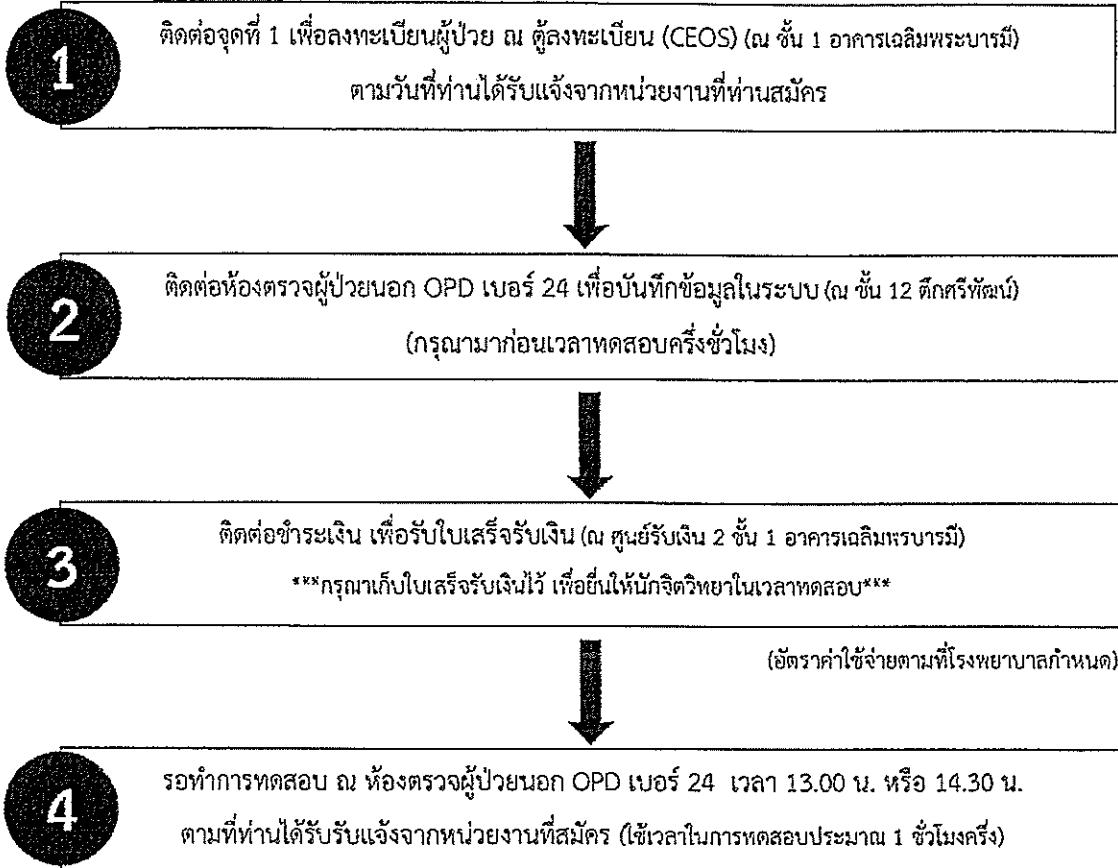 1
ติดต่อจุดที่ 1 เพื่อลงทะเบียนผู้ป่วย ณ ตู้ลงทะเบียน (CEOS) (ณ ชั้น 1 อาคารเฉลิมพระบารมี)
ตามวันที่ท่านได้รับแจ้งจากหน่วยงานที่ท่านสมัคร
2
ติดต่อห้องตรวจผู้ป่วยนอก OPD เบอร์ 24 เพื่อบันทึกข้อมูลในระบบ (ณ ชั้น 12 ตึกศรีพัฒน์)
(กรุณามาก่อนเวลาทดสอบครึ่งชั่วโมง)
3
ติดต่อชำระเงิน เพื่อรับใบเสร็จรับเงิน (ณ ศูนย์รับเงิน 2 ชั้น 1 อาคารเฉลิมพรบารมี)
***กรุณาเก็บใบเสร็จรับเงินไว้ เพื่อยื่นให้นักจิตวิทยาในเวลาทดสอบ***
(อัตราค่าใช้จ่ายตามที่โรงพยาบาลกำหนด)
4
รอทำการทดสอบ ณ ห้องตรวจผู้ป่วยนอก OPD เบอร์ 24 เวลา 13.00 น. หรือ 14.30 น.
ตามที่ท่านได้รับรับแจ้งจากหน่วยงานที่สมัคร (ใช้เวลาในการทดสอบประมาณ 1 ชั่วโมงครึ่ง)